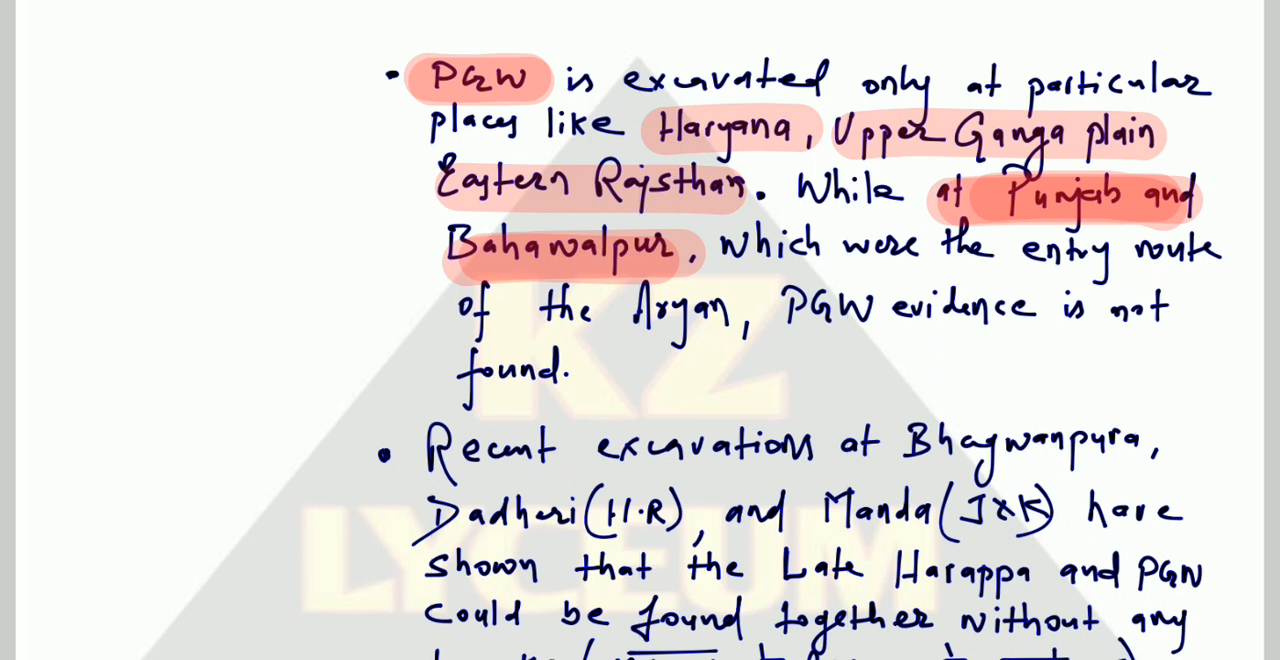 • PGW is excavated only at particular
places like Haryana, Upper Ganga plain
Eastern Rajsthan. While at Punjab and
Bahawalpur, which were the entry route
of the Aryan, PGW evidence is not
found.
• Recent excavations at Bhagwanpura,
Dadheri(H.R), and Manda(J&K) have
shown that the Late Harappa and PGW
could be found together without any
KZ
LYCEUM